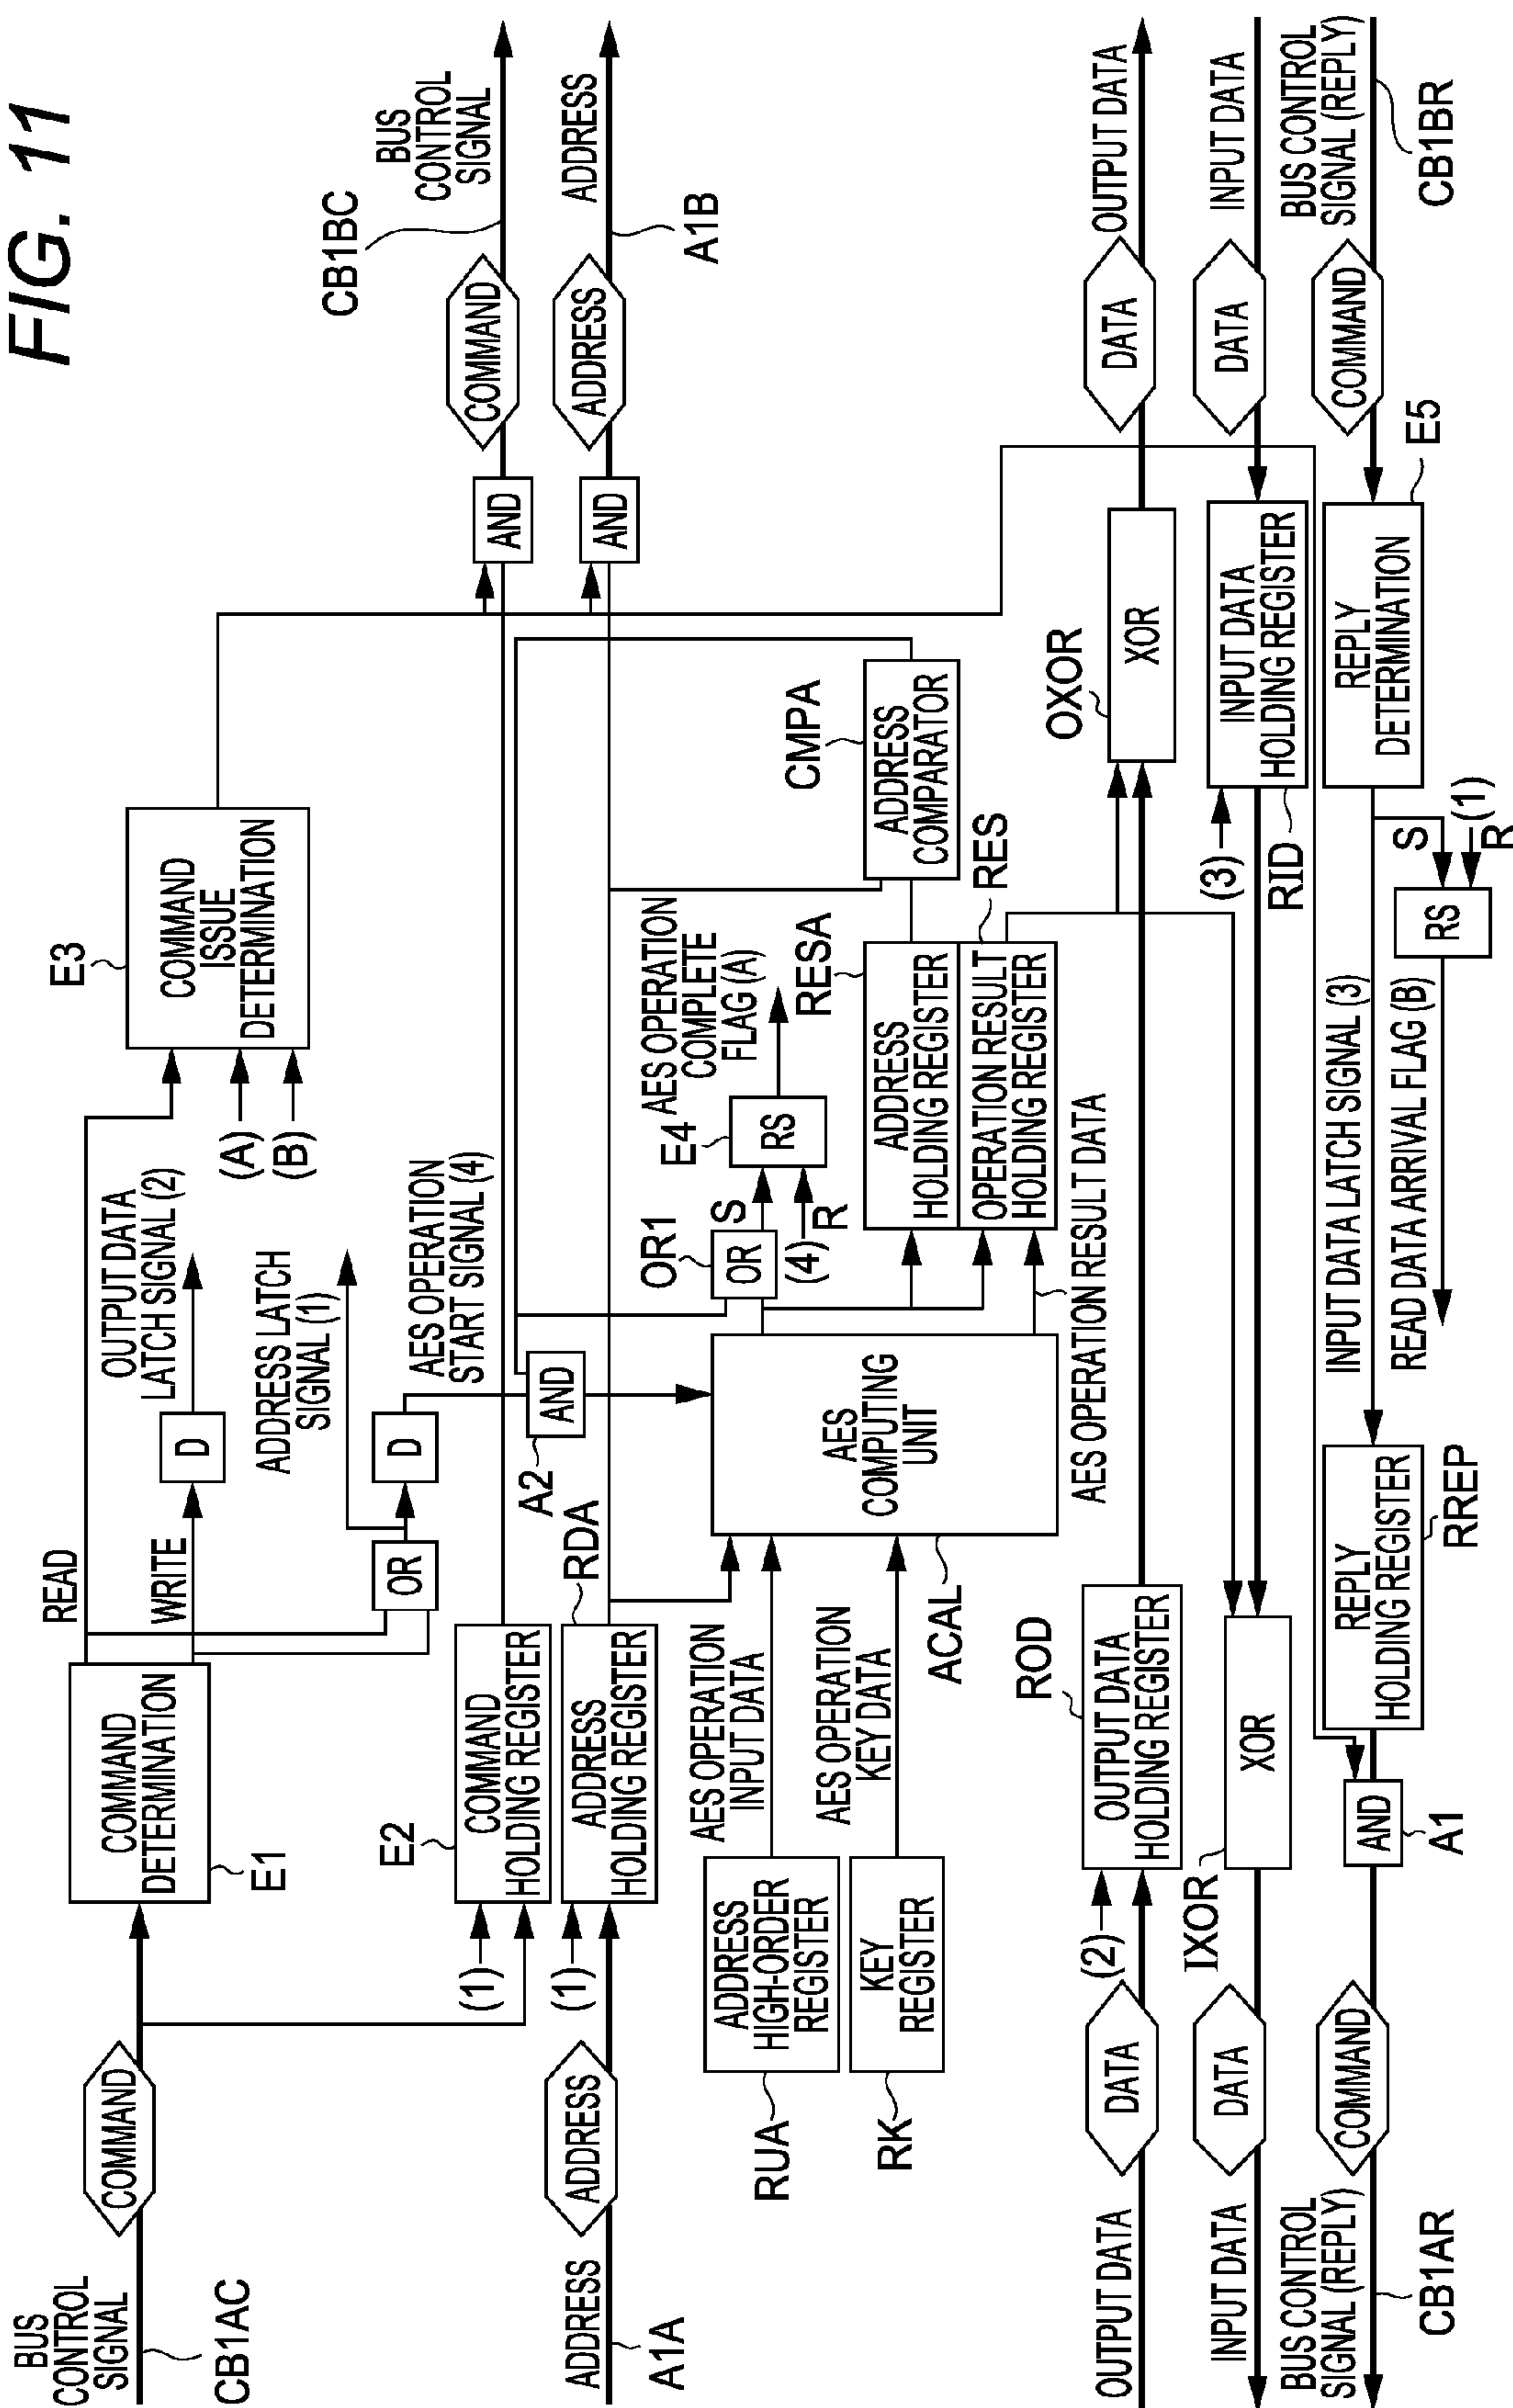 FIG. 11
BUS
CONTROL
SIGNAL
CB1AC
COMMAND
COMMAND
DETERMINATION
E1
READ
WRITE
D
OUTPUT DATA
LATCH SIGNAL (2)
OR
ADDRESS LATCH
SIGNAL (1)
D
AES OPERATION
START SIGNAL (4)
E3
COMMAND
ISSUE
DETERMINATION
(A)
(B)
CB1BC
BUS
CONTROL
SIGNAL
COMMAND
AND
E2
(1)
COMMAND
HOLDING REGISTER
ADDRESS
A1A
ADDRESS
(1)
ADDRESS
HOLDING REGISTER
RDA
A2
AND
AND
ADDRESS
ADDRESS
A1B
RUA
ADDRESS
HIGH-ORDER
REGISTER
AES OPERATION
INPUT DATA
RK
KEY
REGISTER
AES OPERATION
KEY DATA
AES
COMPUTING
UNIT
ACAL
OR1
OR
S
(4)
R
E4
RS
AES OPERATION
COMPLETE
FLAG (A)
RESA
ADDRESS
HOLDING REGISTER
OPERATION RESULT
HOLDING REGISTER
RES
AES OPERATION RESULT DATA
CMPA
ADDRESS
COMPARATOR
OUTPUT DATA
DATA
(2)
ROD
OUTPUT DATA
HOLDING REGISTER
OXOR
XOR
DATA
OUTPUT DATA
INPUT DATA
DATA
IXOR
XOR
(3)
INPUT DATA
HOLDING REGISTER
RID
DATA
INPUT DATA
BUS CONTROL
SIGNAL (REPLY)
CB1AR
COMMAND
AND
A1
REPLY
HOLDING REGISTER
RREP
INPUT DATA LATCH SIGNAL (3)
READ DATA ARRIVAL FLAG (B)
RS
S
(1)
R
REPLY
DETERMINATION
E5
COMMAND
BUS CONTROL
SIGNAL (REPLY)
CB1BR